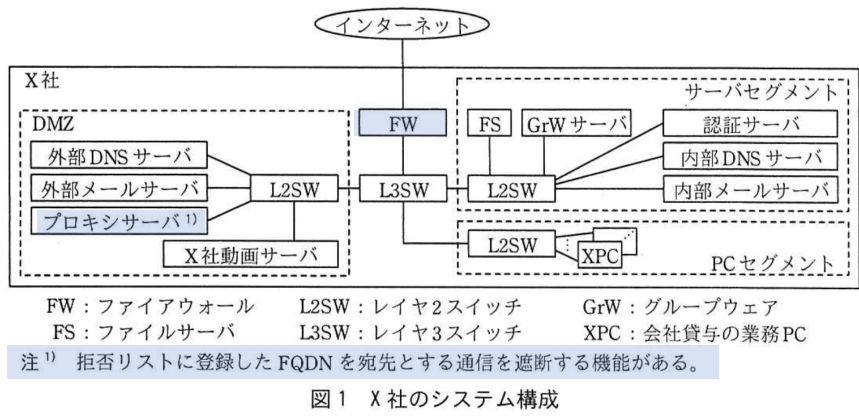 インターネット
X社
サーバセグメント
DMZ
FW
FS
GrWサーバ
認証サーバ
外部DNSサーバ
内部DNSサーバ
外部メールサーバ
L2SW
L3SW
L2SW
内部メールサーバ
プロキシサーバ 1)
X社動画サーバ
L2SW
XPC
PCセグメント
FW:ファイアウォール L2SW:レイヤ2スイッチ GrW:グループウェア
FS:ファイルサーバ L3SW:レイヤ3スイッチ XPC:会社貸与の業務PC
注 1) 拒否リストに登録したFQDNを宛先とする通信を遮断する機能がある。
図1 X社のシステム構成